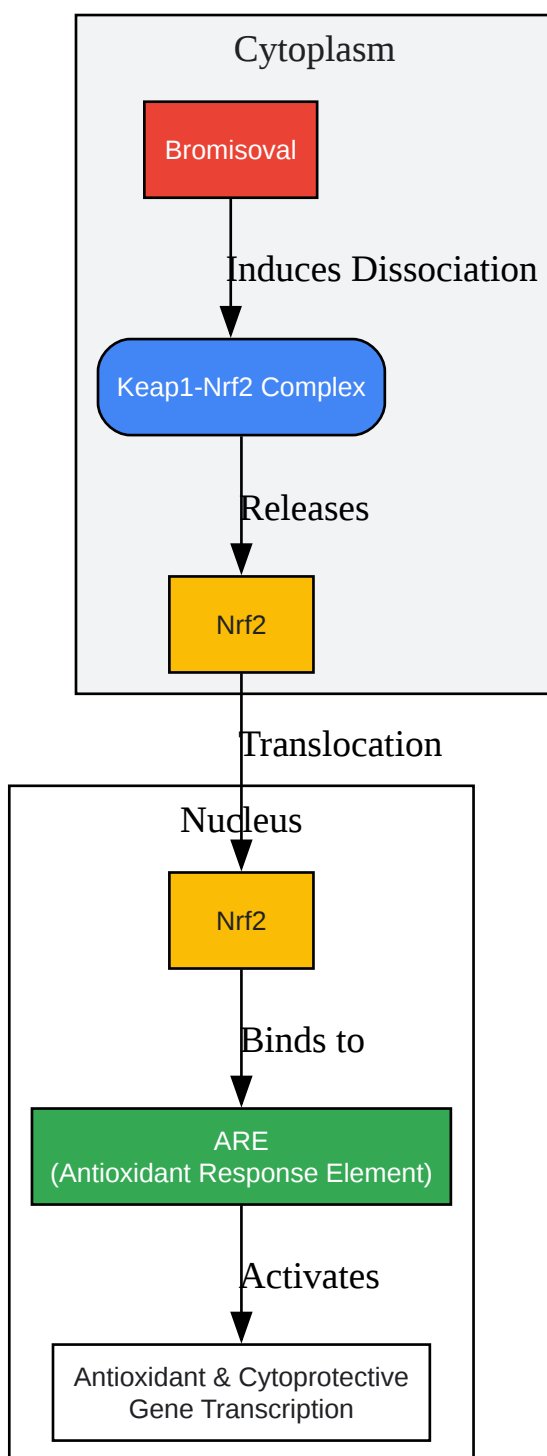 Cytoplasm
Bromisoval
Induces Dissociation
Keap1-Nrf2 Complex
Releases
Nrf2
Translocation
Nucleus
Nrf2
Binds to
ARE
(Antioxidant Response Element)
Activates
Antioxidant & Cytoprotective
Gene Transcription